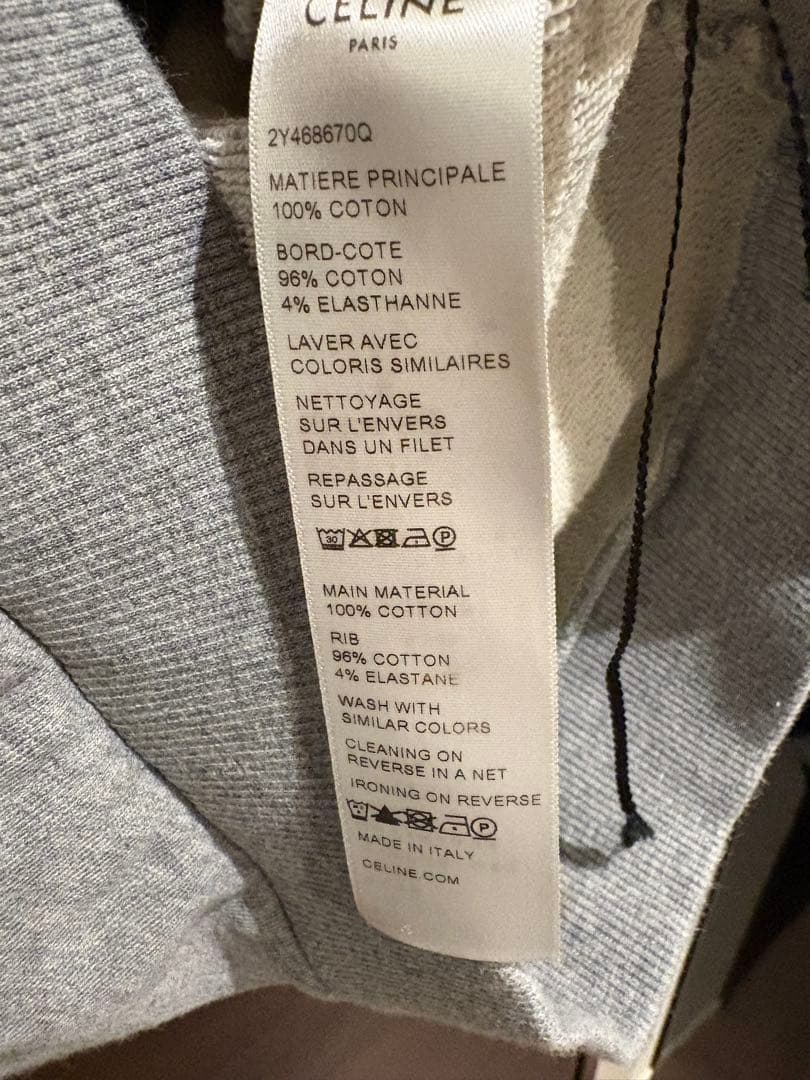 CELINE
PARIS
2Y468670Q
MATIERE PRINCIPALE
100% COTON
BORD-COTE
96% COTON
4% ELASTHANNE
LAVER AVEC
COLORIS SIMILAIRES
NETTOYAGE
SUR L'ENVERS
DANS UN FILET
REPASSAGE
SUR L'ENVERS
30 P
MAIN MATERIAL
100% COTTON
RIB
96% COTTON
4% ELASTANE
WASH WITH
SIMILAR COLORS
CLEANING ON
REVERSE IN A NET
IRONING ON REVERSE
P
MADE IN ITALY
CELINE.COM